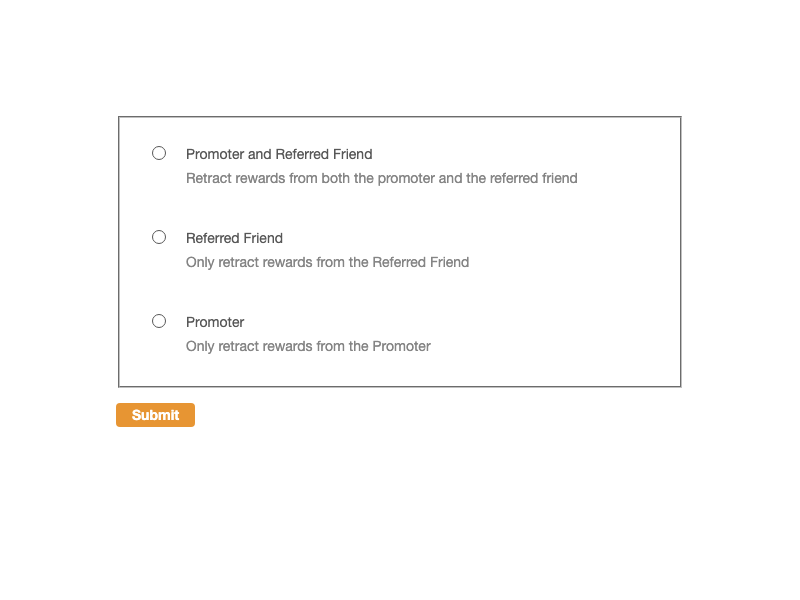 Promoter and Referred Friend
Retract rewards from both the promoter and the referred friend
Referred Friend
Only retract rewards from the Referred Friend
Promoter
Only retract rewards from the Promoter
Submit